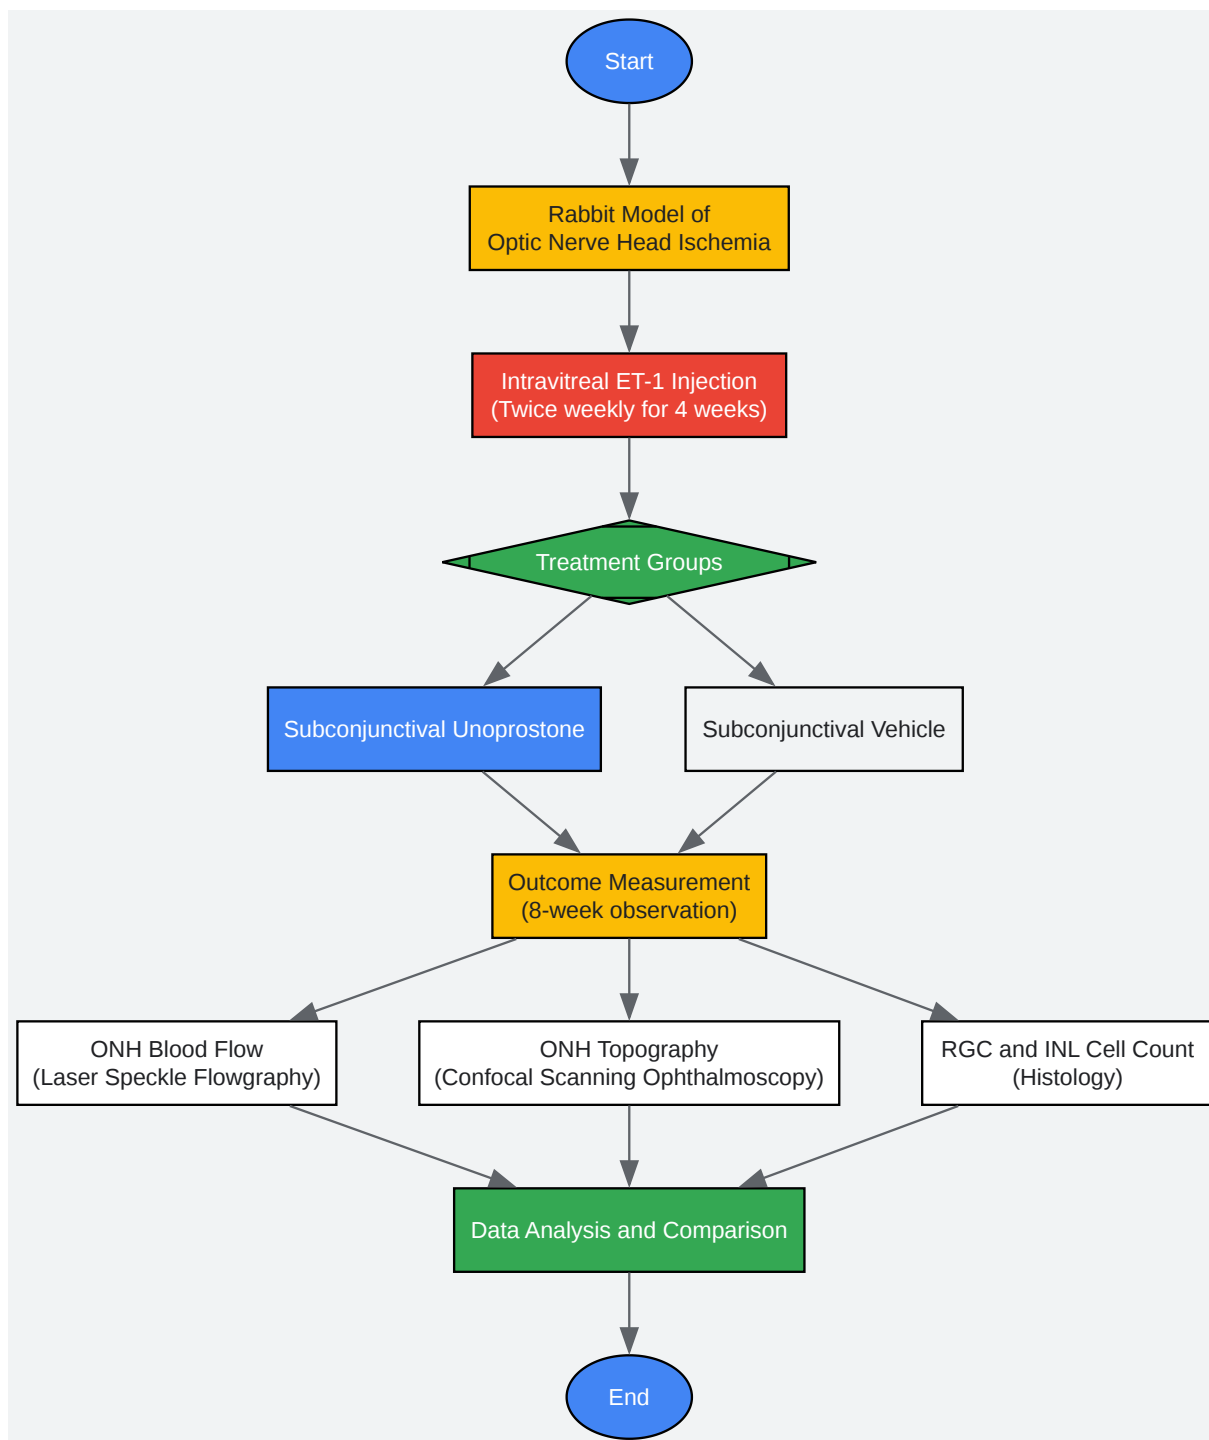 Start
Rabbit Model of
Optic Nerve Head Ischemia
Intravitreal ET-1 Injection
(Twice weekly for 4 weeks)
Treatment Groups
Subconjunctival Unoprostone
Subconjunctival Vehicle
Outcome Measurement
(8-week observation)
ONH Blood Flow
(Laser Speckle Flowgraphy)
ONH Topography
(Confocal Scanning Ophthalmoscopy)
RGC and INL Cell Count
(Histology)
Data Analysis and Comparison
End